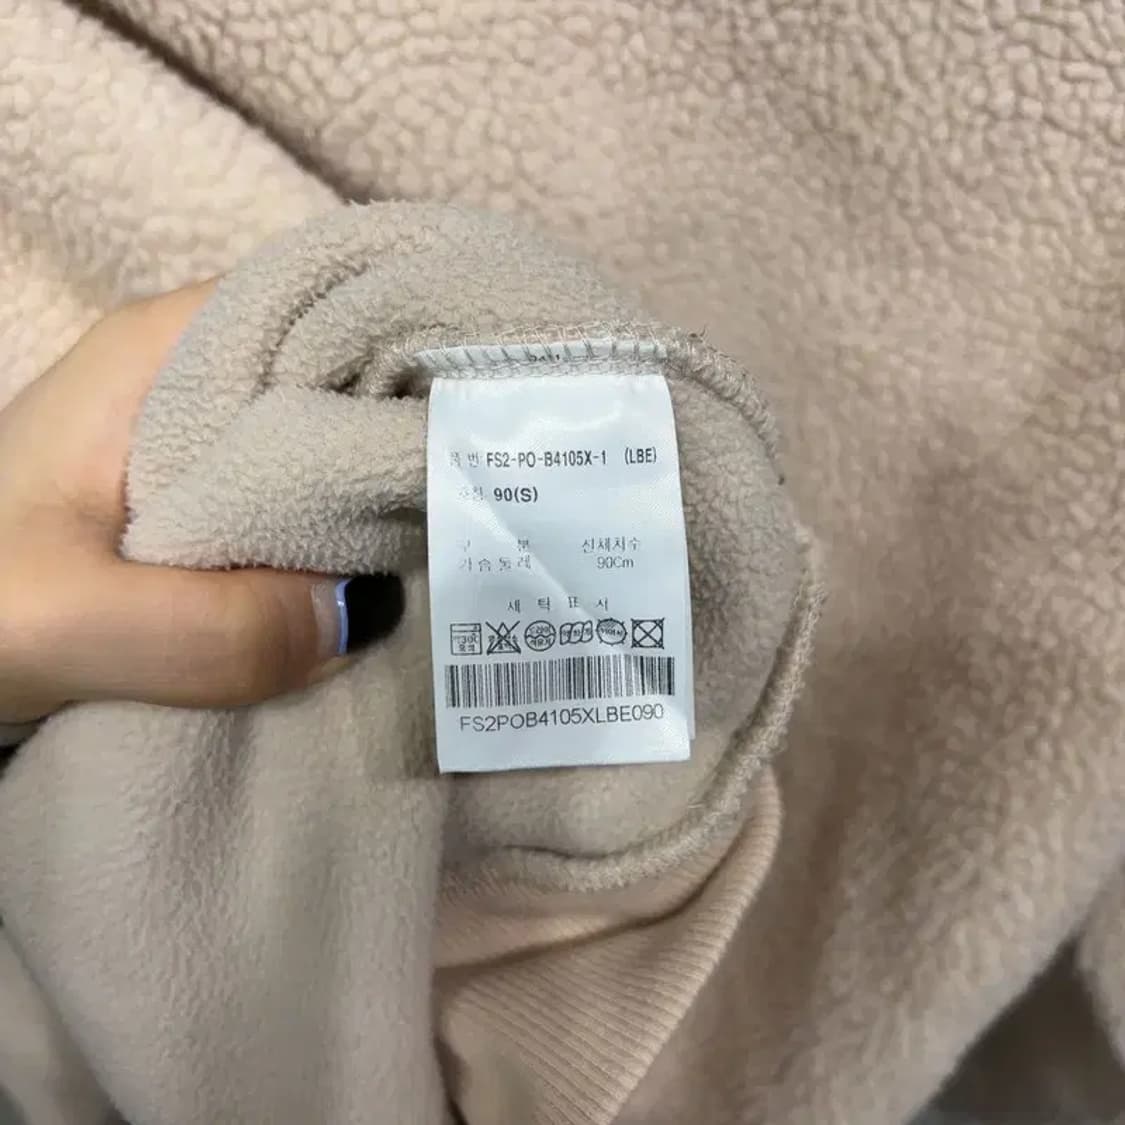 품 번 FS2-PO-B4105X-1 (LBE)
호칭 90(S)
구 분 신체치수
가슴둘레 90Cm
세 탁 표 서
FS2POB4105XLBE090